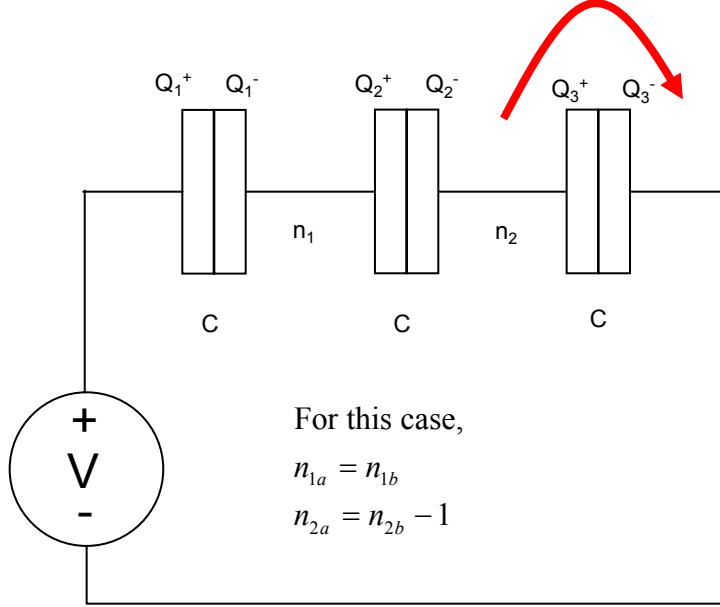 Q₁⁺ Q₁⁻ Q₂⁺ Q₂⁻ Q₃⁺ Q₃⁻
n₁ n₂
C C C
+
V
-
For this case,
n₁ₐ = n₁b
n₂ₐ = n₂b − 1